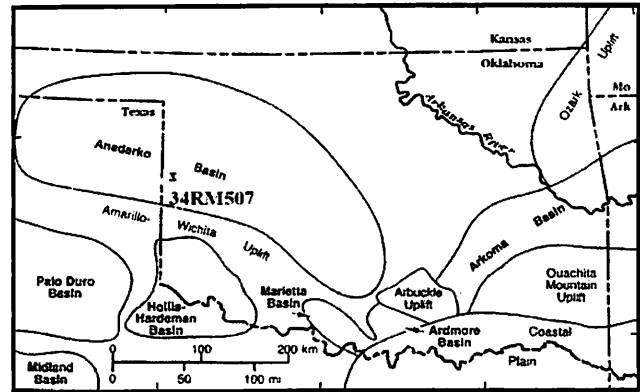 Kansas
Oklahoma
Uplift
Ozark
Mo
Ark
Texas
Arkansas River
Anadarko
Basin
x
34RM507
Amarillo-
Wichita
Uplift
Arkoma
Basin
Palo Duro
Basin
Hollis-
Hardeman
Basin
Marietta
Basin
Arbuckle
Uplift
Ouachita
Mountain
Uplift
Ardmore
Basin
Coastal
Plain
Midland
Basin
0 100 200 km
0 50 100 mi